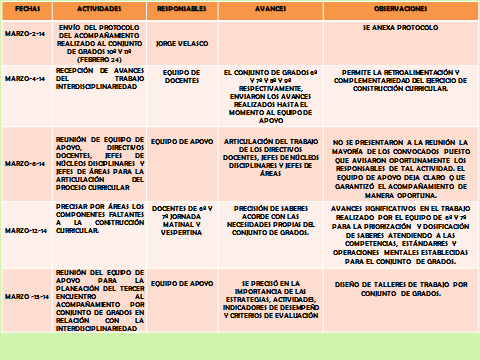 FECHAS ACTIVIDADES RESPONSABLES AVANCES OBSERVACIONES
MARZO-2-14
ENVÍO DEL PROTOCOLO
DEL ACOMPAÑAMIENTO
REALIZADO AL CONJUNTO
DE GRADOS 10º Y 11º
(FEBRERO 24)
JORGE VELASCO
SE ANEXA PROTOCOLO
MARZO-4-14
RECEPCIÓN DE AVANCES
DEL TRABAJO
INTERDISCIPLINARIEDAD
EQUIPO DE
DOCENTES
EL CONJUNTO DE GRADOS 6º
Y 7º Y 8º Y 9º
RESPECTIVAMENTE,
ENVIARON LOS AVANCES
REALIZADOS HASTA EL
MOMENTO AL EQUIPO DE
APOYO
PERMITE LA RETROALIMENTACIÓN Y
COMPLEMENTARIEDAD DEL EJERCICIO DE
CONSTRUCCIÓN CURRICULAR.
MARZO-6-14
REUNIÓN DE EQUIPO DE
APOYO, DIRECTIVOS
DOCENTES, JEFES DE
NÚCLEOS DISCIPLINARES Y
JEFES DE ÁREAS PARA LA
ARTICULACIÓN DEL
PROCESO CURRICULAR
EQUIPO DE APOYO
ARTICULACIÓN DEL TRABAJO
DE LOS DIRECTIVOS
DOCENTES, JEFES DE NÚCLEOS
DISCIPLINARES Y JEFES DE
ÁREAS
NO SE PRESENTARON A LA REUNIÓN LA
MAYORÍA DE LOS CONVOCADOS PUESTO
QUE AVISARON OPORTUNAMENTE LOS
RESPONSABLES DE TAL ACTIVIDAD. EL
EQUIPO DE APOYO DEJA CLARO Q UE
GARANTIZÓ EL ACOMPAÑAMIENTO DE
MANERA OPORTUNA.
MARZO-12-14
PRECISAR POR ÁREAS LOS
COMPONENTES FALTANTES
A LA CONSTRUCCIÓN
CURRICULAR.
DOCENTES DE 6º Y
7º JORNADA
MATINAL Y
VESPERTINA
PRECISIÓN DE SABERES
ACORDE CON LAS
NECESIDADES PROPIAS DEL
CONJUNTO DE GRADOS.
AVANCES SIGNIFICATIVOS EN EL TRABAJO
REALIZADO POR EL EQUIPO DE 6º Y 7º
PARA LA PRIORIZACIÓN Y DOSIFICACIÓN
DE SABERES ATENDIENDO A LAS
COMPETENCIAS, ESTÁNDARRES Y
OPERACIONES MENTALES ESTABLECIDAS
PARA EL CONJUNTO DE GRADOS.
MARZO -15-14
REUNIÓN DEL EQUIPO DE
APOYO PARA LA
PLANEACIÓN DEL TERCER
ENCUENTRO AL
ACOMPAÑAMIENTO POR
CONJUNTO DE GRADOS EN
RELACIÓN CON LA
INTERDISCIPLINARIEDAD
EQUIPO DE APOYO
SE PRECISÓ EN LA
IMPORTANCIA DE LAS
ESTRATEGIAS, ACTIVIDADES,
INDICADORES DE DESEMPEÑO
Y CRITERIOS DE EVALUACIÓN
DISEÑO DE TALLERES DE TRABAJO POR
CONJUNTO DE GRADOS.